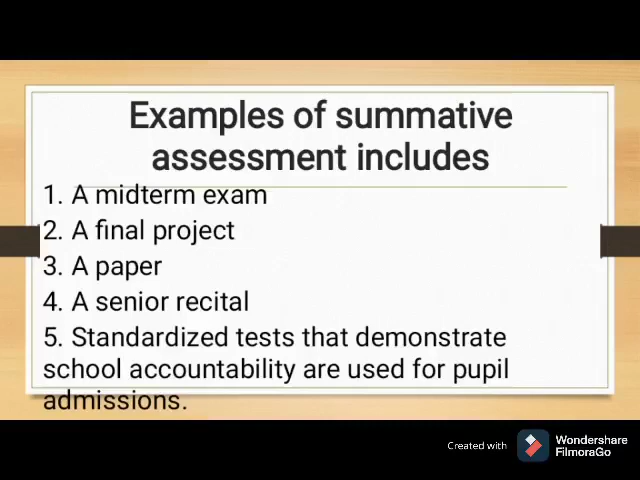 Examples of summative
assessment includes
1. A midterm exam
2. A final project
3. A paper
4. A senior recital
5. Standardized tests that demonstrate
school accountability are used for pupil
admissions.
Created with
Wondershare
FilmoraGo